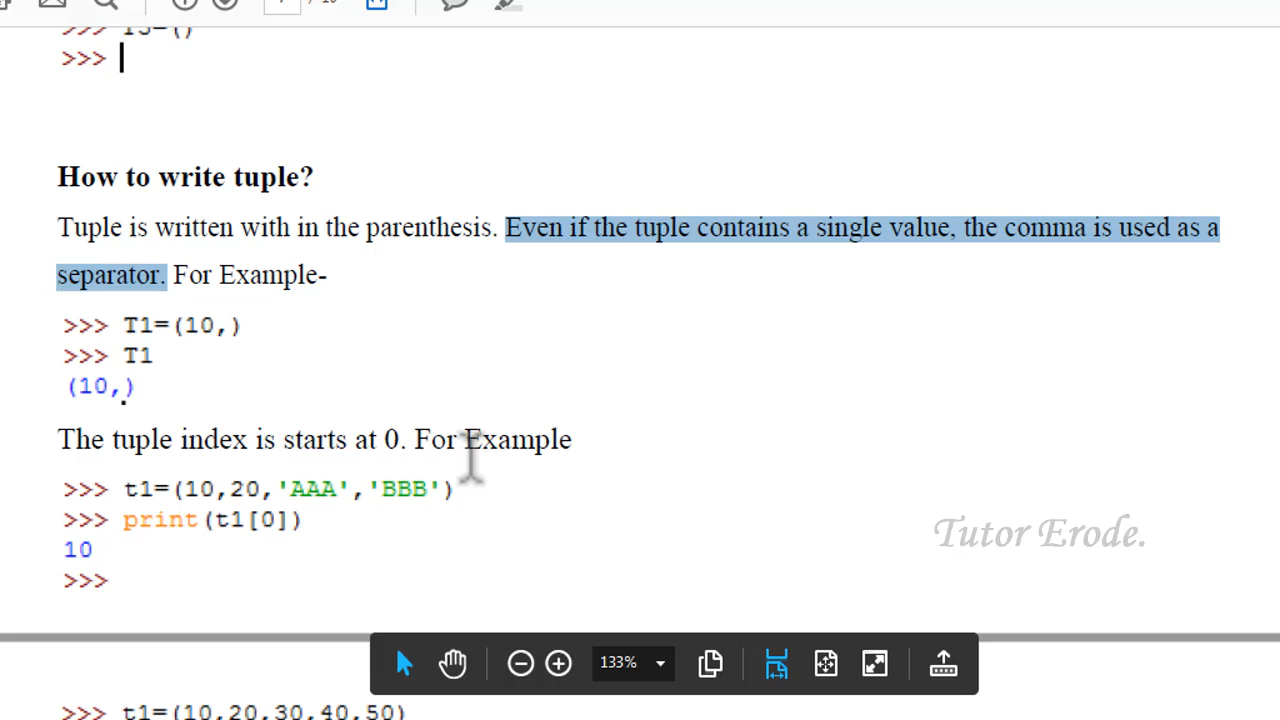 >>> T3=()
>>>
How to write tuple?
Tuple is written with in the parenthesis. Even if the tuple contains a single value, the comma is used as a
separator. For Example-
>>> T1=(10,)
>>> T1
(10,)
The tuple index is starts at 0. For Example
>>> t1=(10,20,'AAA','BBB')
>>> print(t1[0])
10
>>>
Tutor Erode.
133%
>>> t1=(10,20,30,40,50)